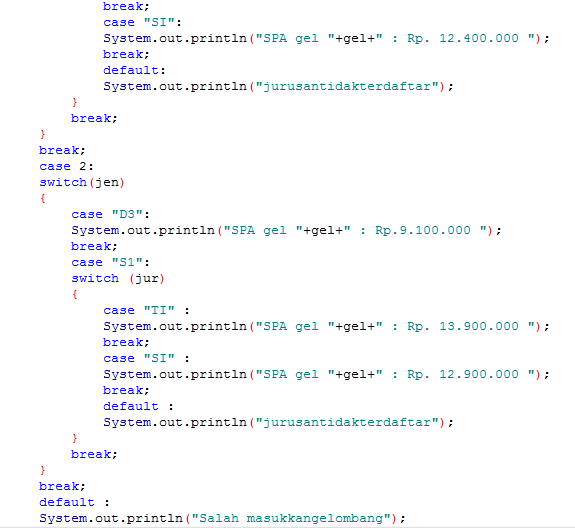 break;
case "SI":
System.out.println("SPA gel "+gel+" : Rp. 12.400.000 ");
break;
default:
System.out.println("jurusantidakterdaftar");
}
break;
}
break;
case 2:
switch(jen)
{
case "D3":
System.out.println("SPA gel "+gel+" : Rp.9.100.000 ");
break;
case "S1":
switch (jur)
{
case "TI" :
System.out.println("SPA gel "+gel+" : Rp. 13.900.000 ");
break;
case "SI" :
System.out.println("SPA gel "+gel+" : Rp. 12.900.000 ");
break;
default :
System.out.println("jurusantidakterdaftar");
}
break;
}
break;
default :
System.out.println("Salah masukkangelombang");